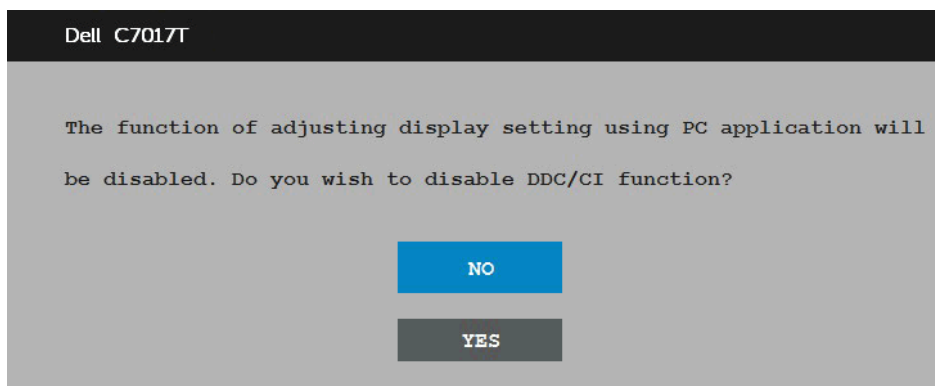 Dell C7017T
The function of adjusting display setting using PC application will
be disabled. Do you wish to disable DDC/CI function?
NO
YES